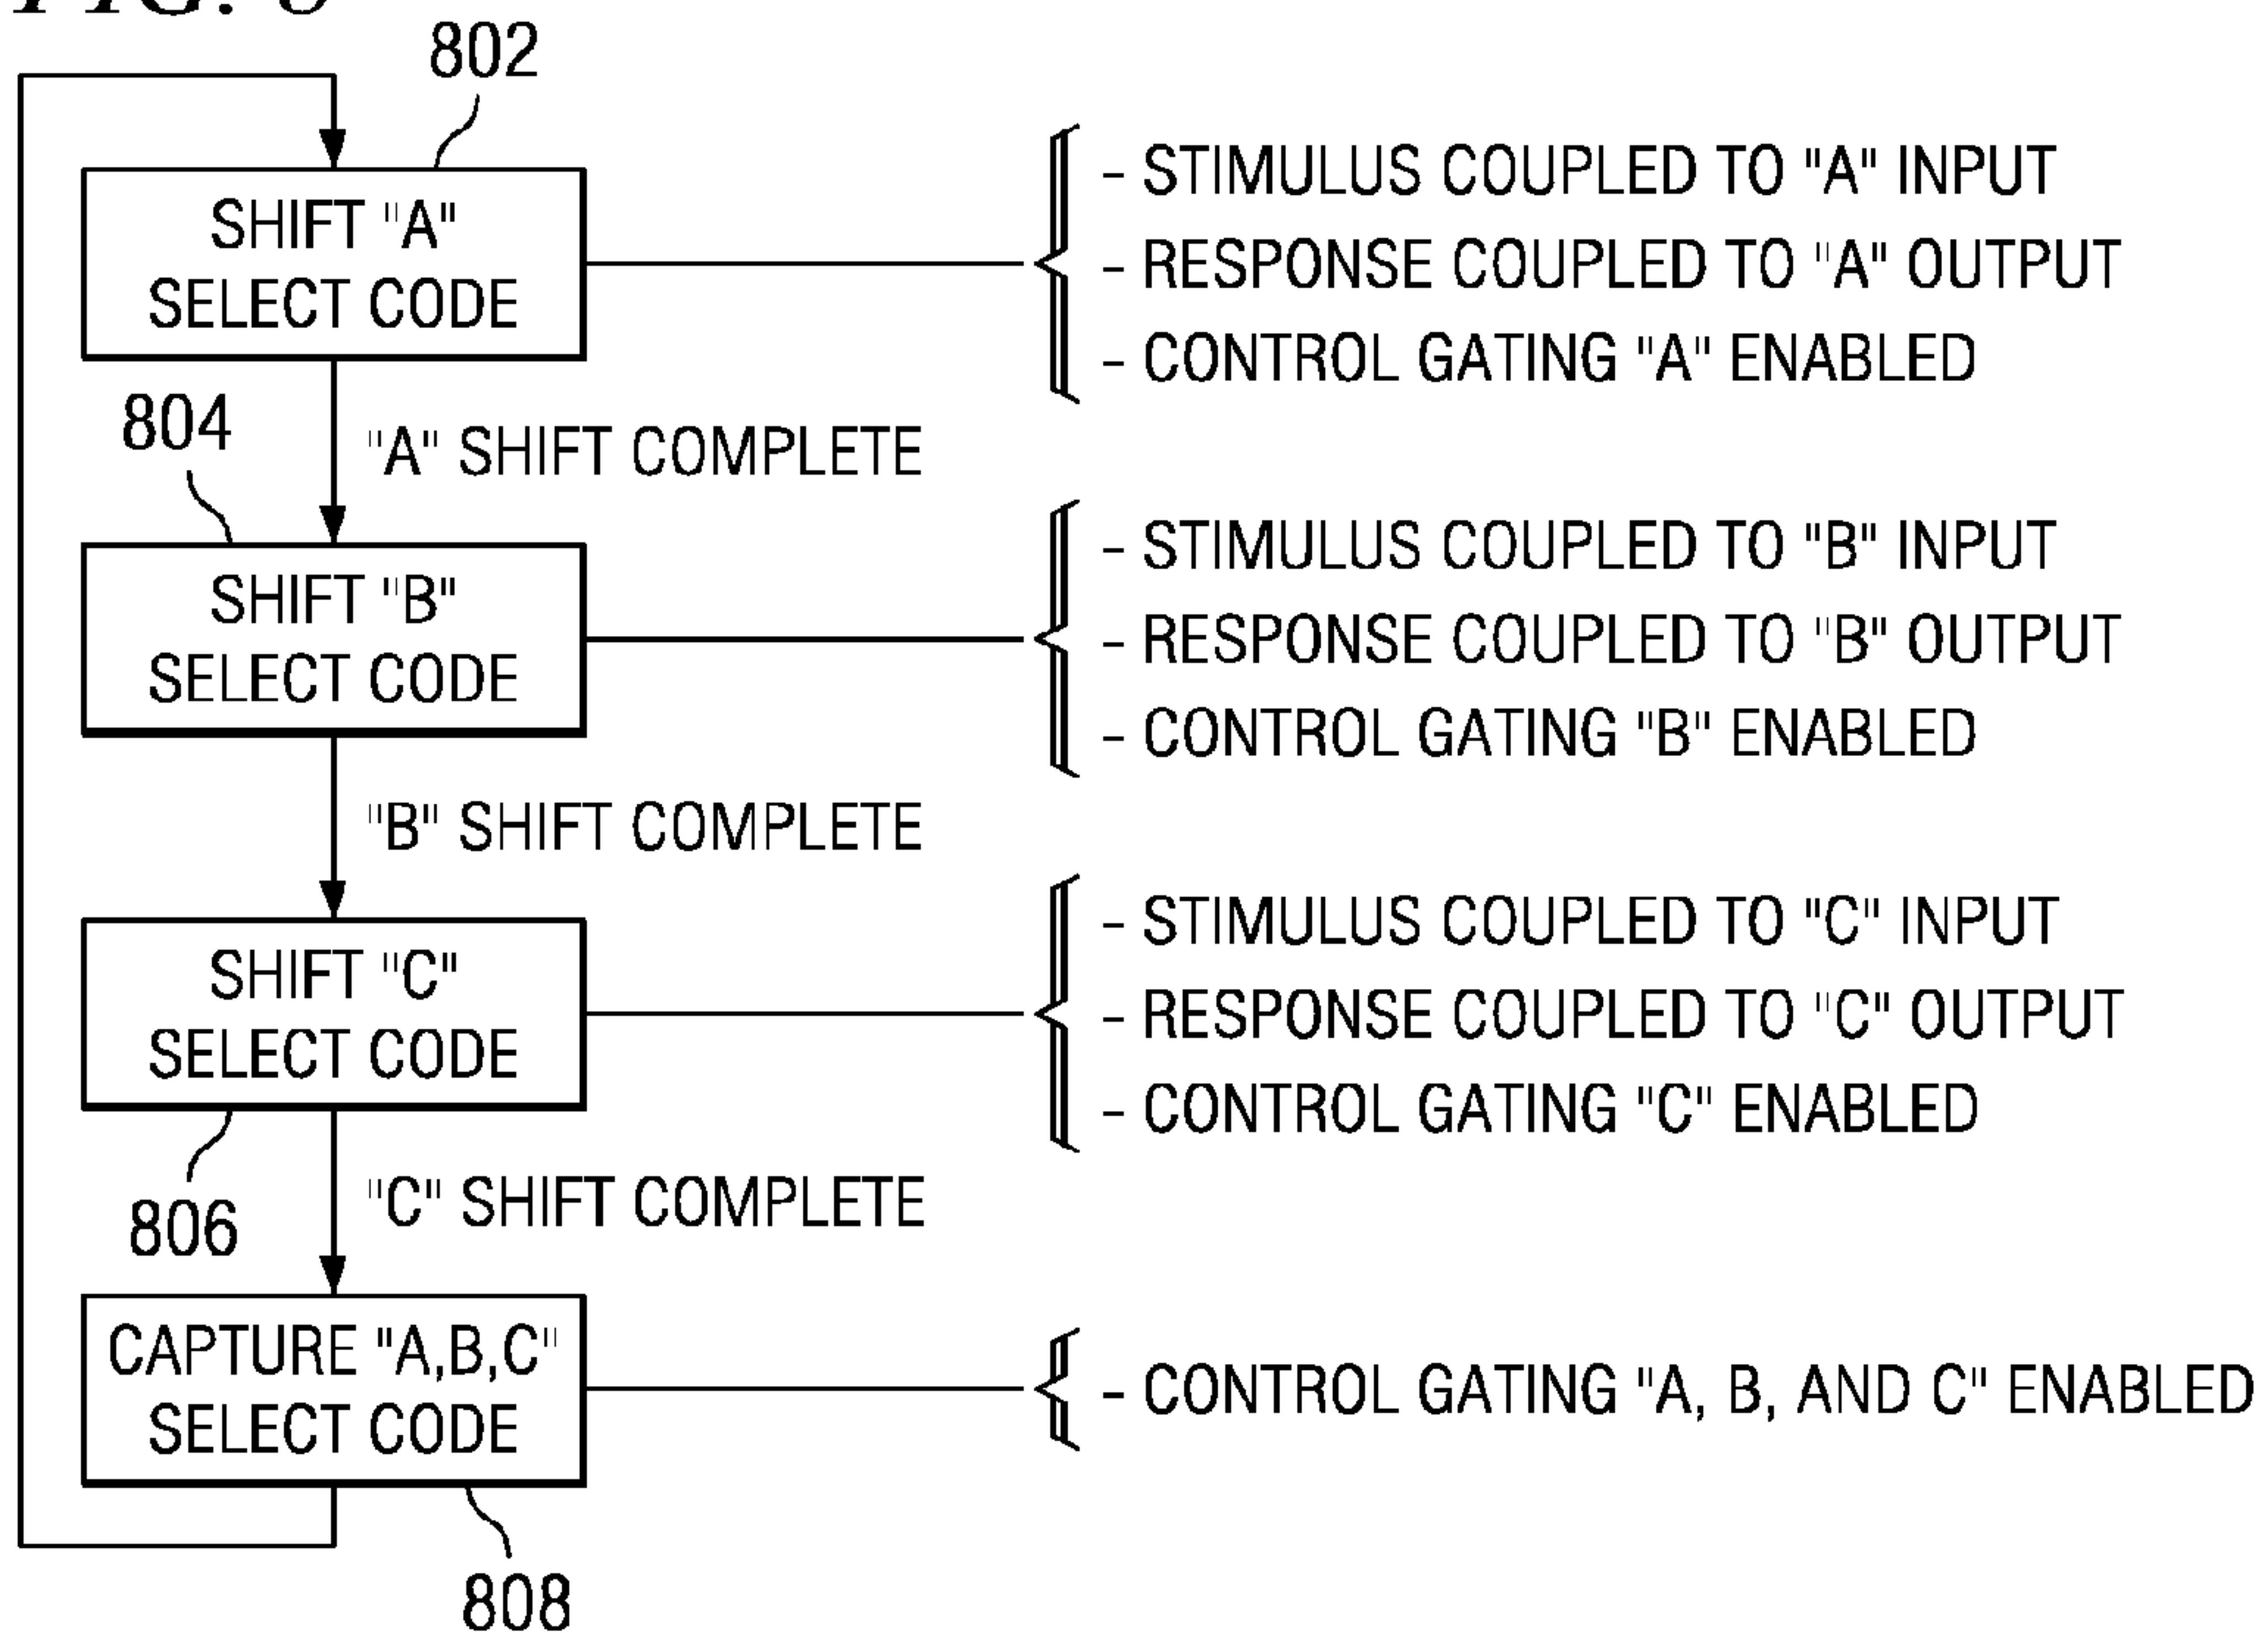 802
SHIFT "A"
SELECT CODE
- STIMULUS COUPLED TO "A" INPUT
- RESPONSE COUPLED TO "A" OUTPUT
- CONTROL GATING "A" ENABLED
804
"A" SHIFT COMPLETE
SHIFT "B"
SELECT CODE
- STIMULUS COUPLED TO "B" INPUT
- RESPONSE COUPLED TO "B" OUTPUT
- CONTROL GATING "B" ENABLED
"B" SHIFT COMPLETE
SHIFT "C"
SELECT CODE
- STIMULUS COUPLED TO "C" INPUT
- RESPONSE COUPLED TO "C" OUTPUT
- CONTROL GATING "C" ENABLED
806
"C" SHIFT COMPLETE
CAPTURE "A,B,C"
SELECT CODE
- CONTROL GATING "A, B, AND C" ENABLED
808